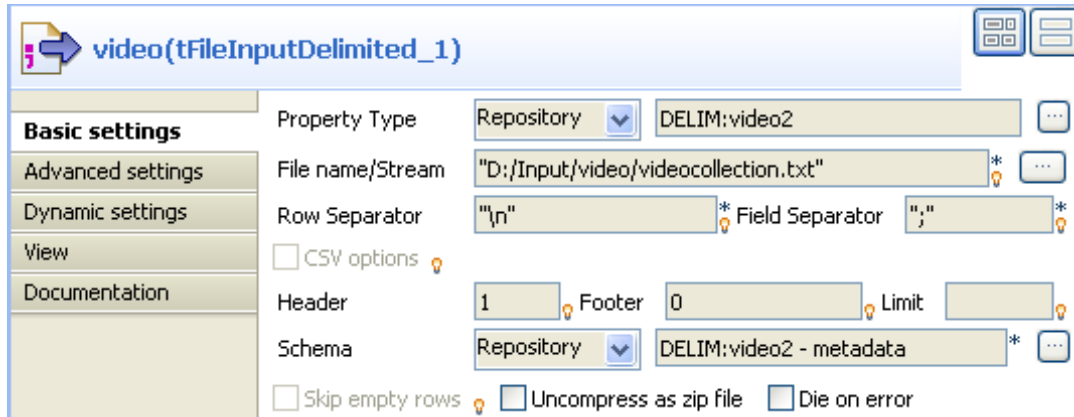 video(tFileInputDelimited_1)
Basic settings
Advanced settings
Dynamic settings
View
Documentation
Property Type Repository DELIM:video2 ...
File name/Stream "D:/Input/video/videocollection.txt" * ...
Row Separator "\n" * Field Separator ";" *
CSV options
Header 1 Footer 0 Limit
Schema Repository DELIM:video2 - metadata * ...
Skip empty rows Uncompress as zip file Die on error